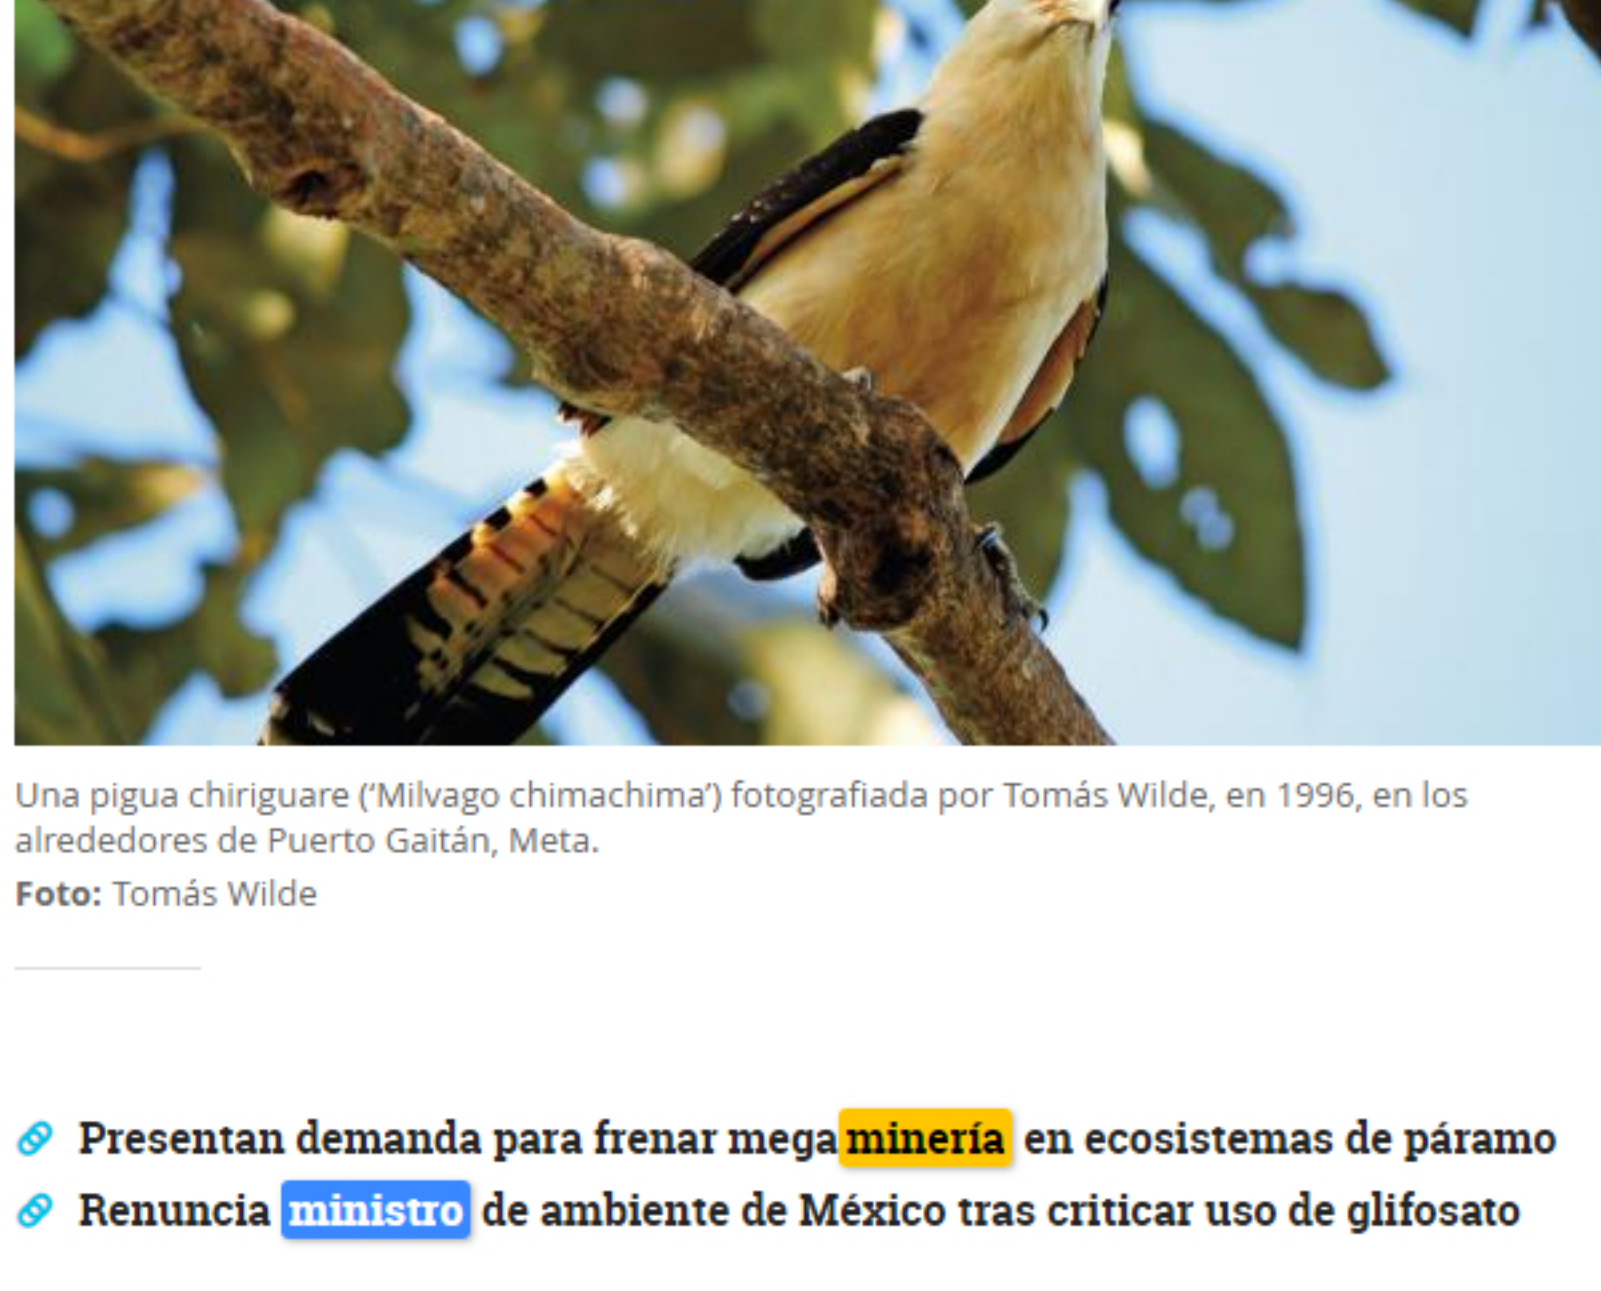 Una pigua chiriguare (‘Milvago chimachima’) fotografiada por Tomás Wilde, en 1996, en los
alrededores de Puerto Gaitán, Meta.
Foto: Tomás Wilde
Presentan demanda para frenar megaminería en ecosistemas de páramo
Renuncia ministro de ambiente de México tras criticar uso de glifosato